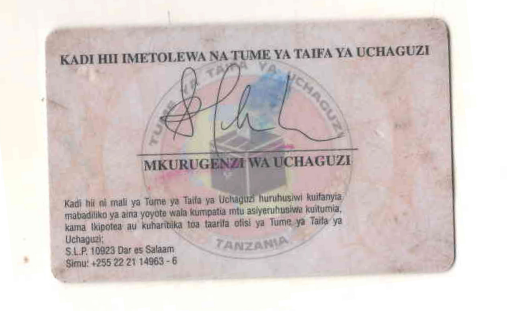 KADI HII IMETOLEWA NA TUME YA TAIFA YA UCHAGUZI
TUME YA TAIFA YA UCHAGUZI
MKURUGENZI WA UCHAGUZI
Kadi hii ni mali ya Tume ya Taifa ya Uchaguzi huruhusiwi kuifanyia
mabadiliko ya aina yoyote wala kumpatia mtu asiyeruhusiwa kuitumia,
kama Ikipotea au kuharibika toa taarifa ofisi ya Tume ya Taifa ya
Uchaguzi:
S.L.P. 10923 Dar es Salaam
Simu: +255 22 21 14963 - 6
TANZANIA